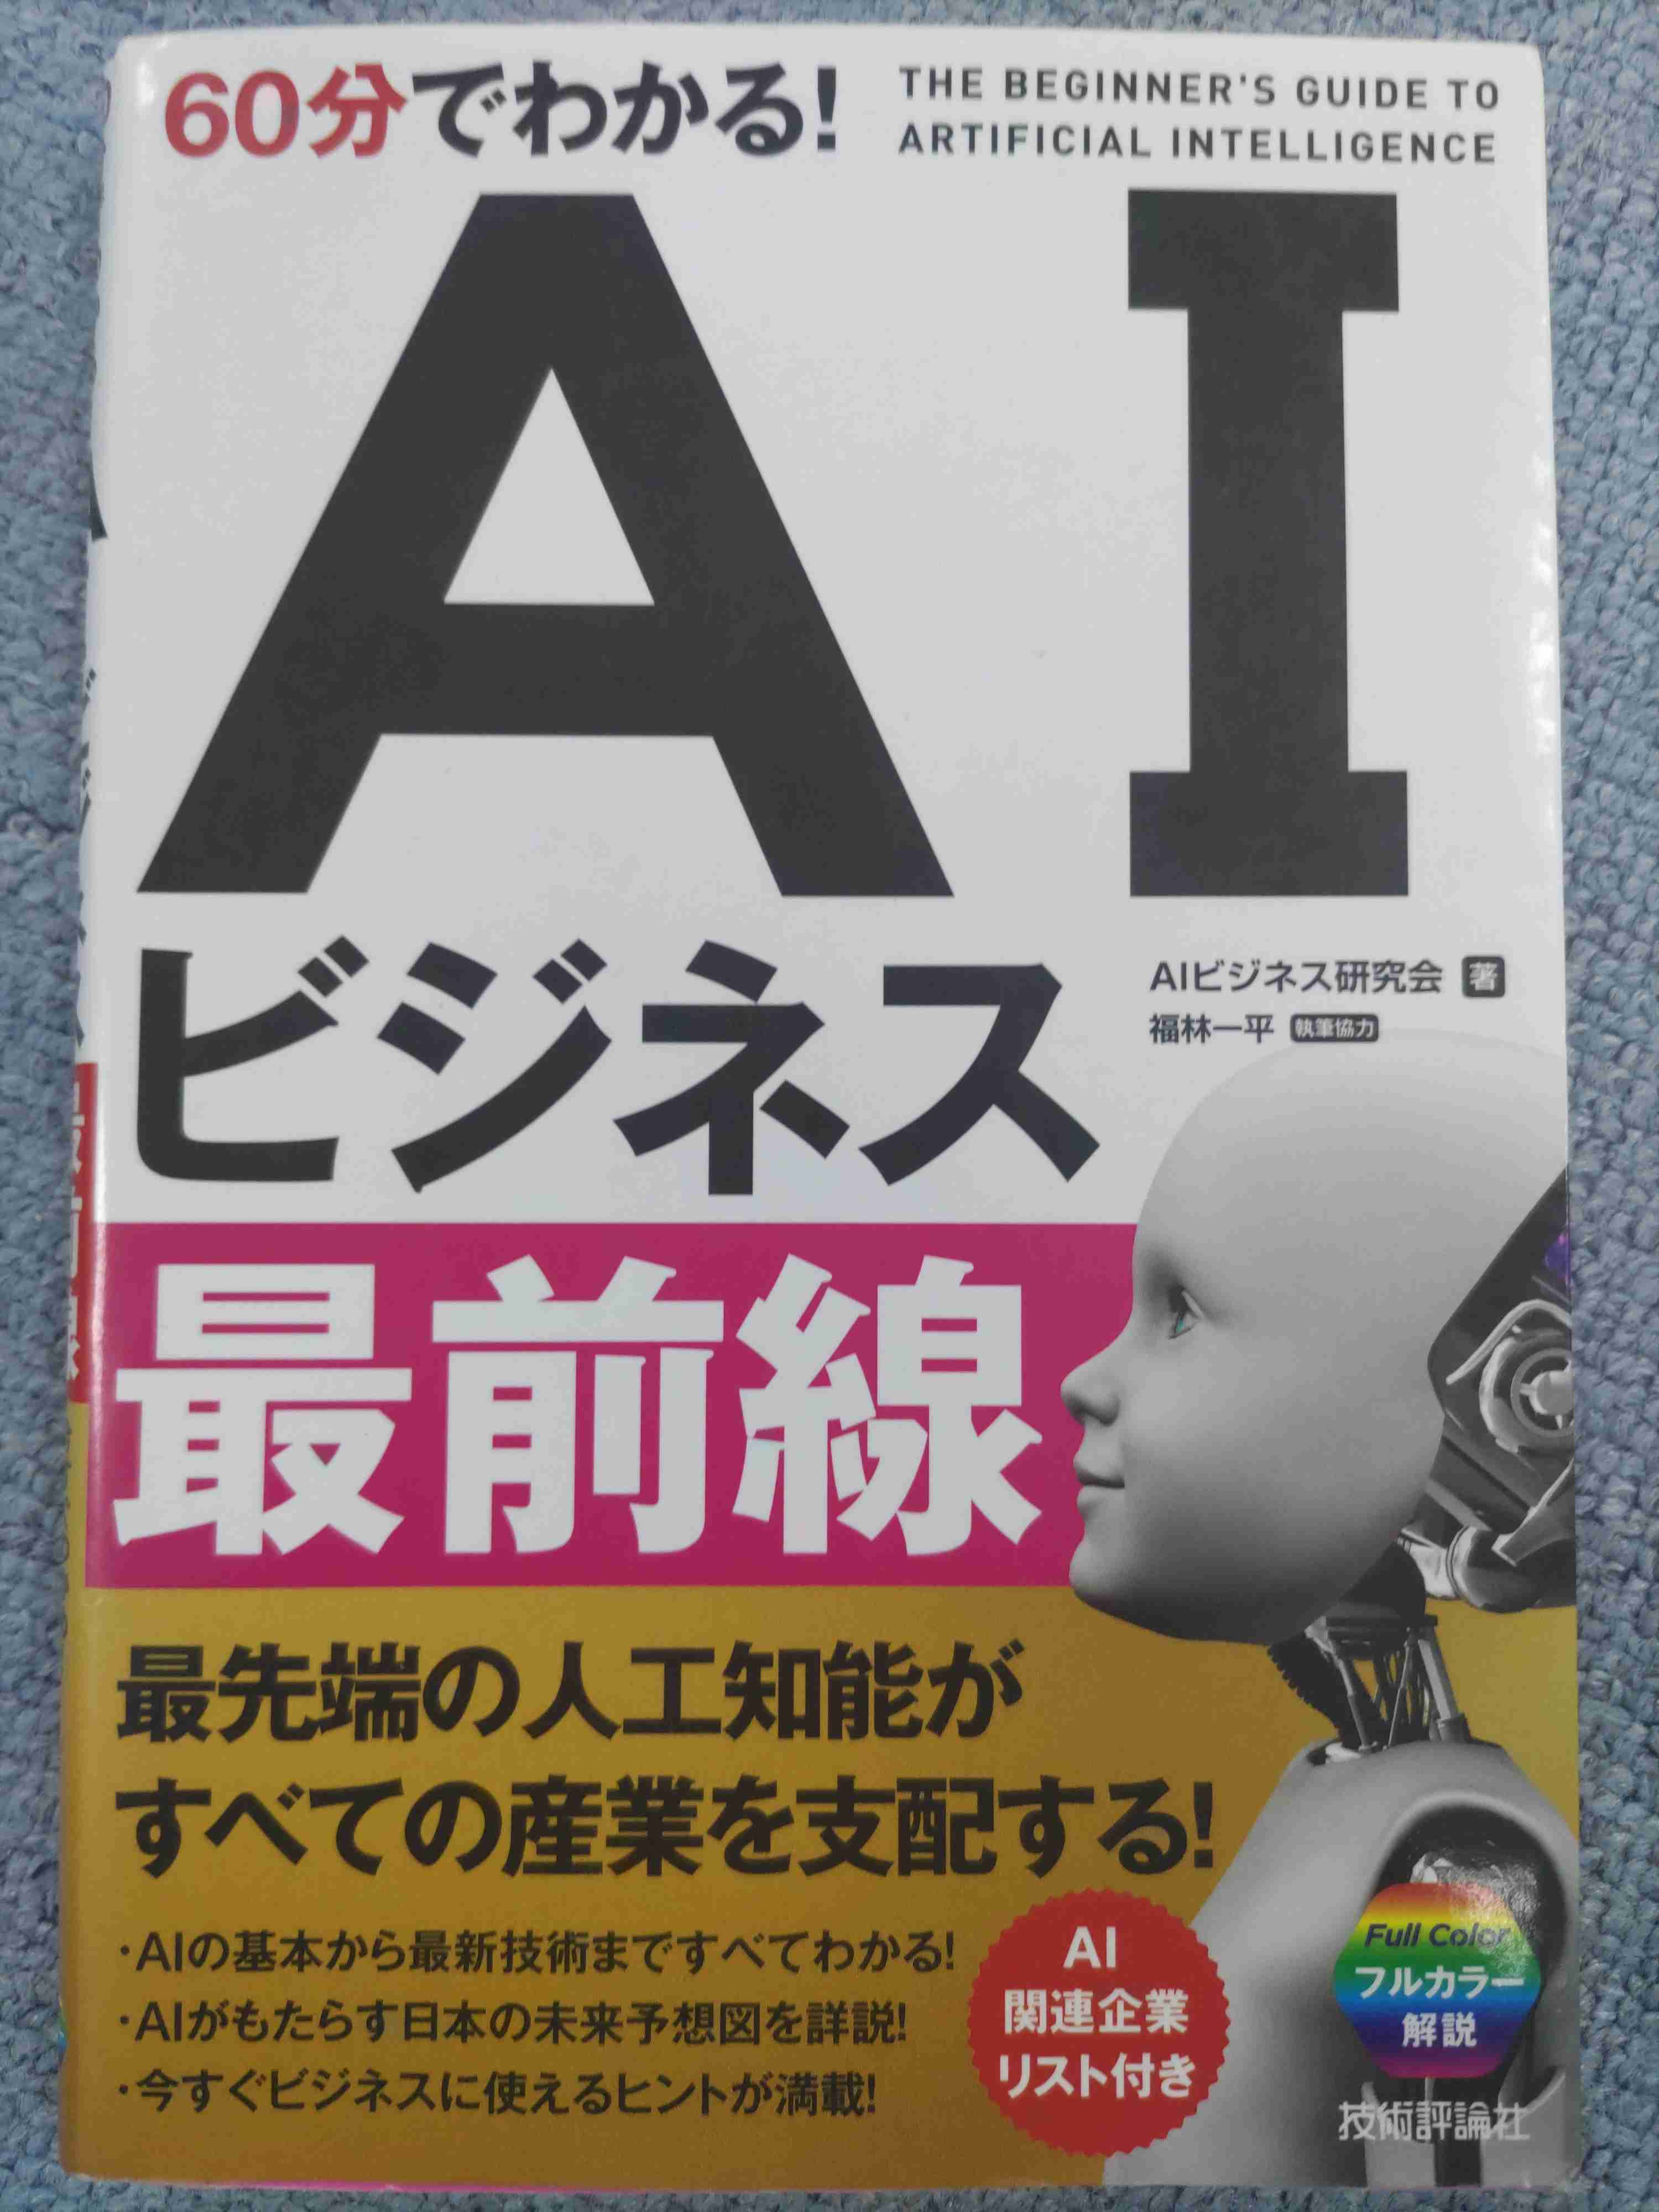 60分でわかる!
THE BEGINNER'S GUIDE TO
ARTIFICIAL INTELLIGENCE
AI
ビジネス
AIビジネス研究会 著
福林一平 執筆協力
最前線
最先端の人工知能が
すべての産業を支配する!
・AIの基本から最新技術まですべてわかる!
・AIがもたらす日本の未来予想図を詳説!
・今すぐビジネスに使えるヒントが満載!
AI
関連企業
リスト付き
Full Color
フルカラー
解説
技術評論社